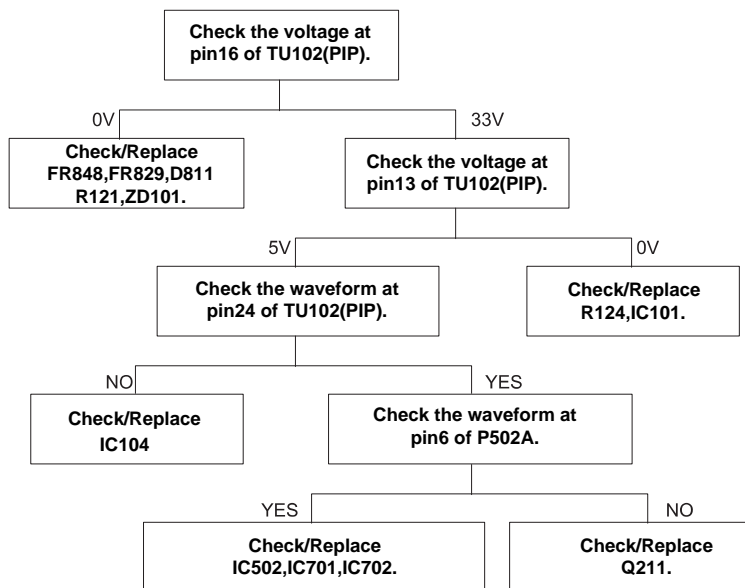 Check the voltage at
pin16 of TU102(PIP).
0V
33V
Check/Replace
FR848,FR829,D811
R121,ZD101.
Check the voltage at
pin13 of TU102(PIP).
5V
0V
Check the waveform at
pin24 of TU102(PIP).
Check/Replace
R124,IC101.
NO
YES
Check/Replace
IC104
Check the waveform at
pin6 of P502A.
YES
NO
Check/Replace
IC502,IC701,IC702.
Check/Replace
Q211.